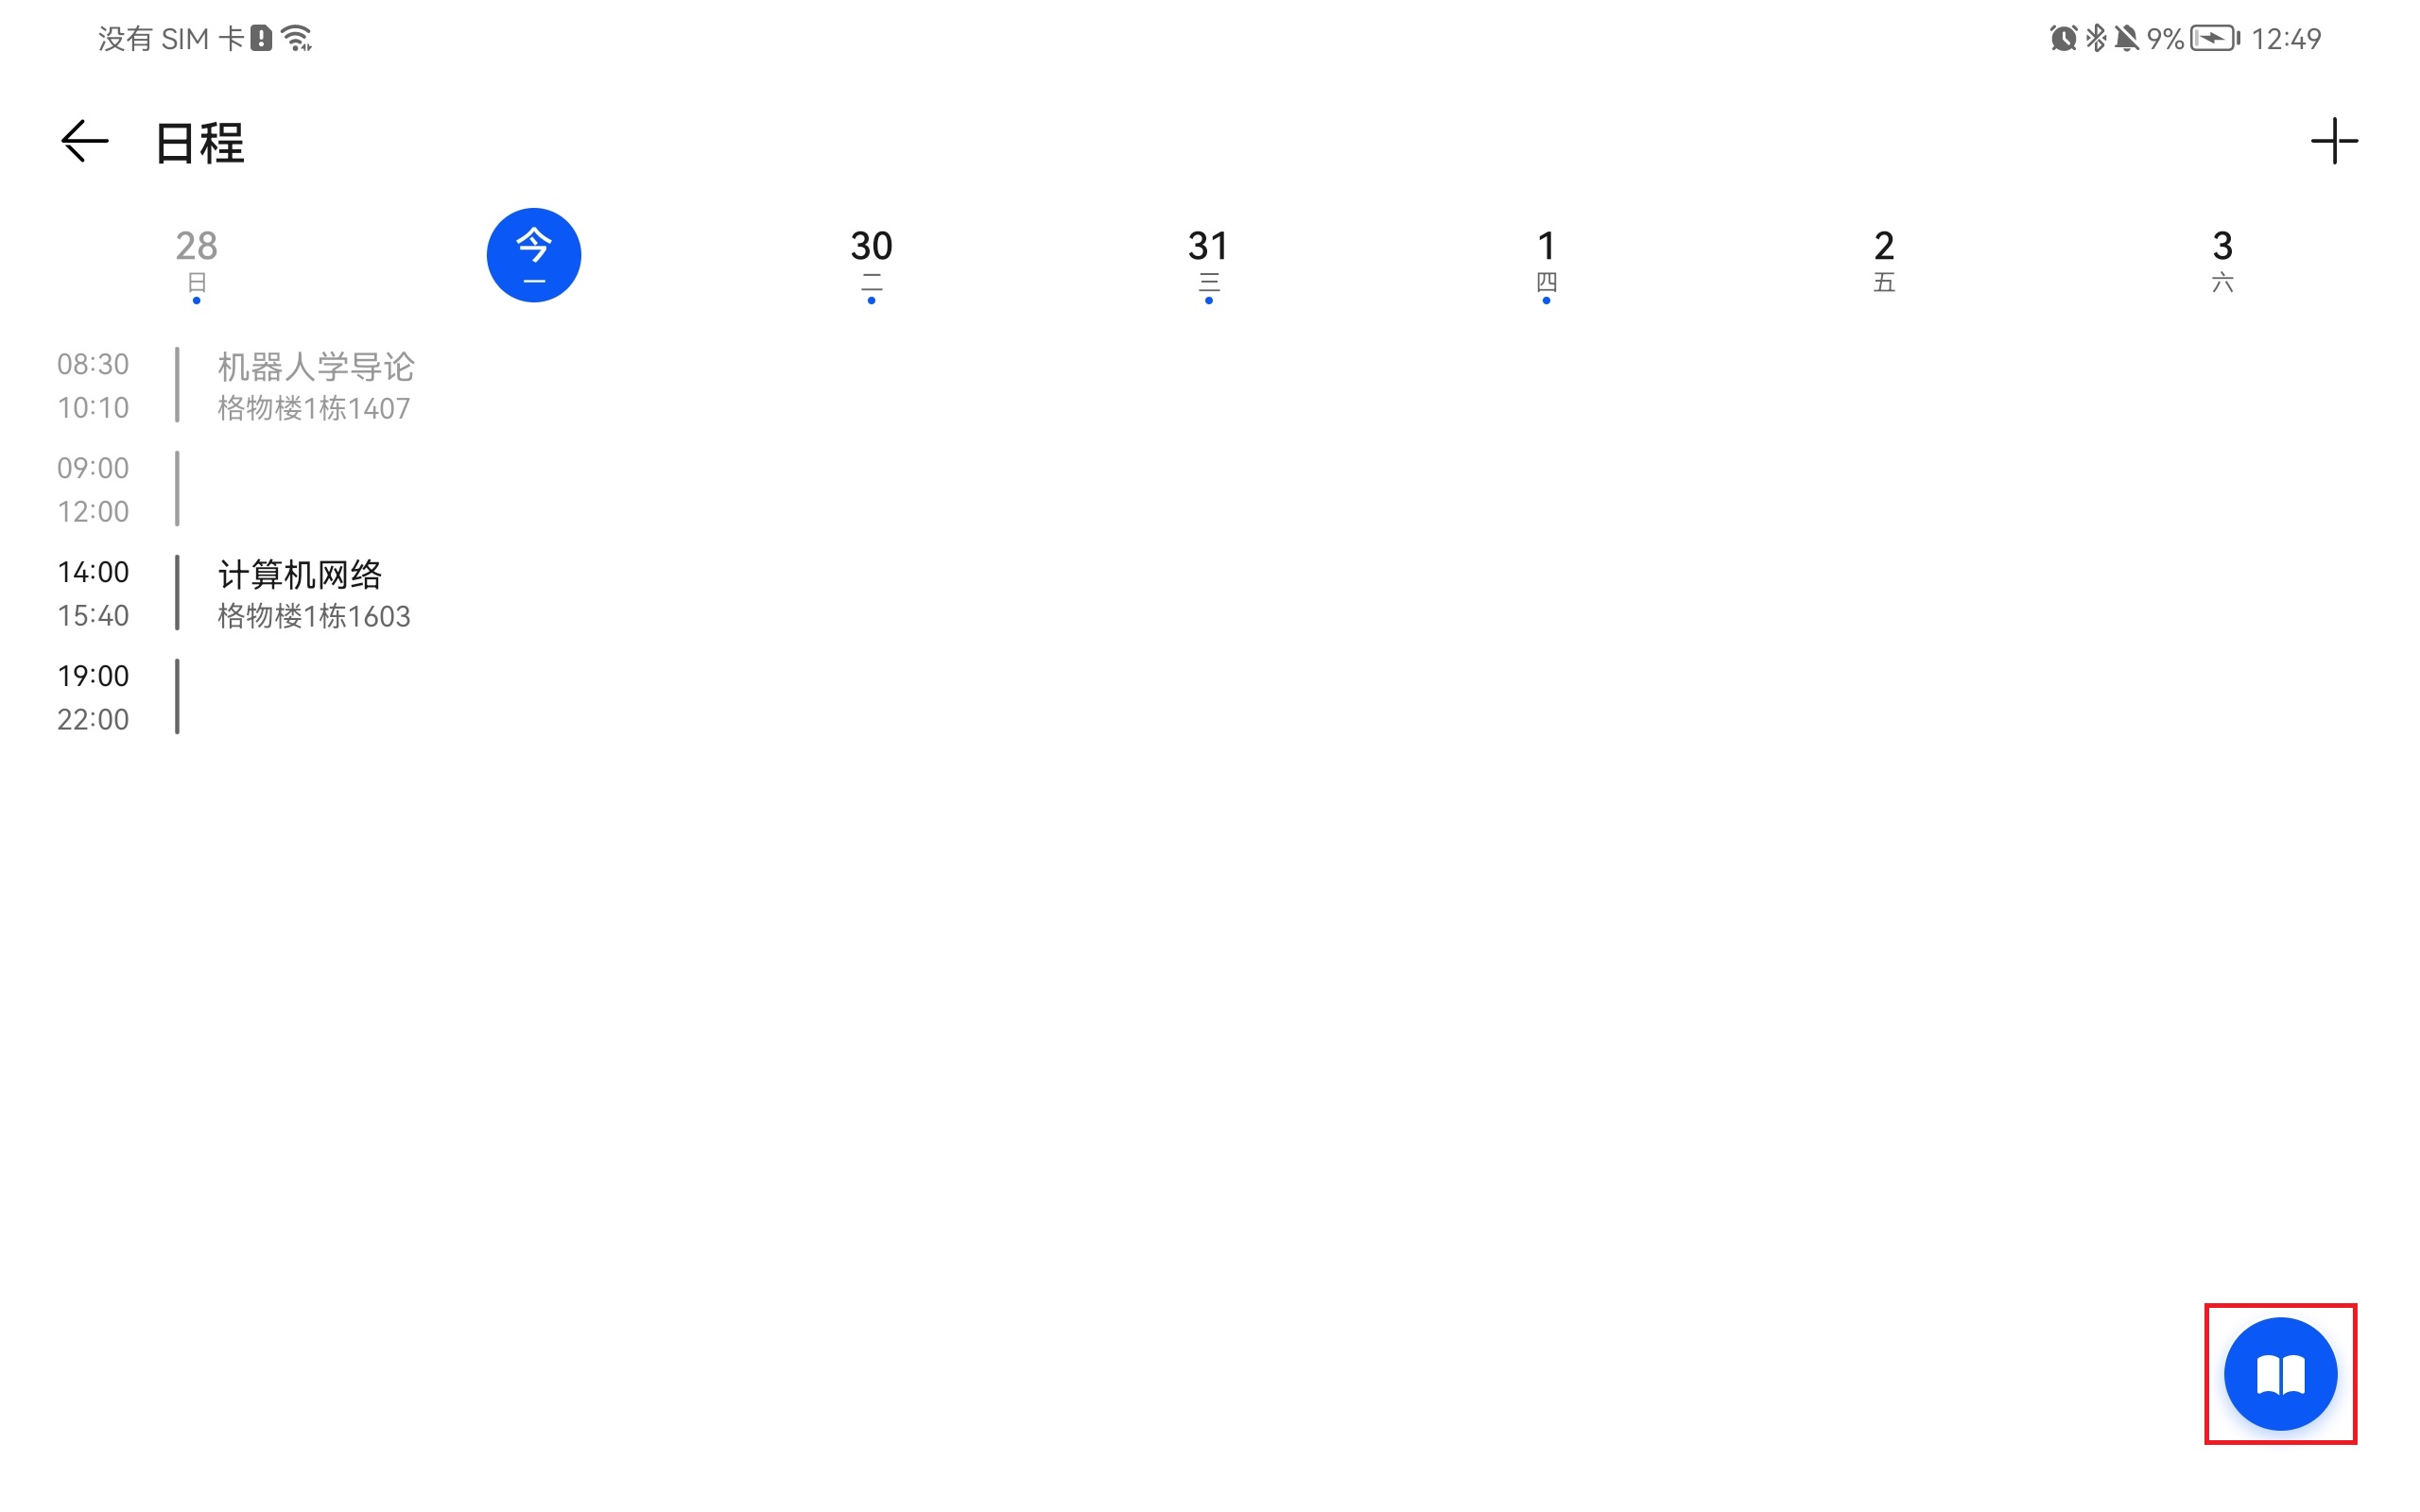 没有 SIM 卡 9% 12:49
日程
28 今 30 31 1 2 3
日 一 二 三 四 五 六
08:30 机器人学导论
10:10 格物楼1栋1407
09:00
12:00
14:00 计算机网络
15:40 格物楼1栋1603
19:00
22:00